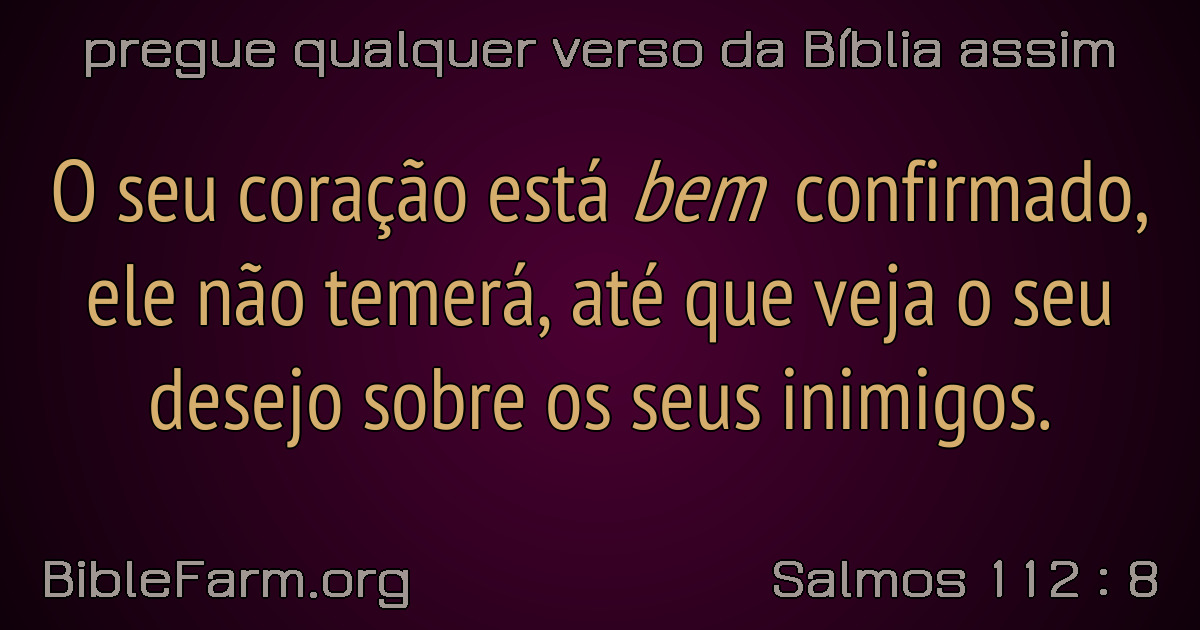 pregue qualquer verso da Bíblia assim
O seu coração está bem confirmado,
ele não temerá, até que veja o seu
desejo sobre os seus inimigos.
BibleFarm.org
Salmos 112 : 8